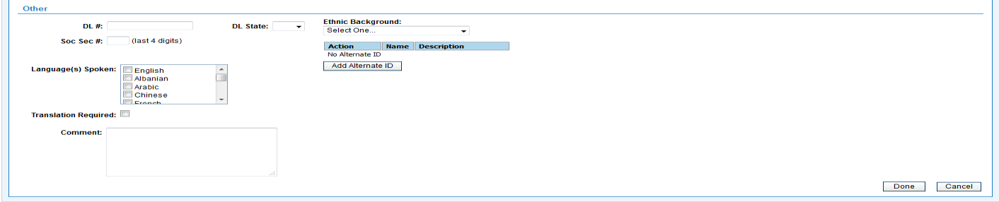 Other
DL #:
DL State:
Soc Sec #: (last 4 digits)
Language(s) Spoken:
English
Albanian
Arabic
Chinese
French
Translation Required:
Comment:
Ethnic Background:
Select One...
Action Name Description
No Alternate ID
Add Alternate ID
Done Cancel